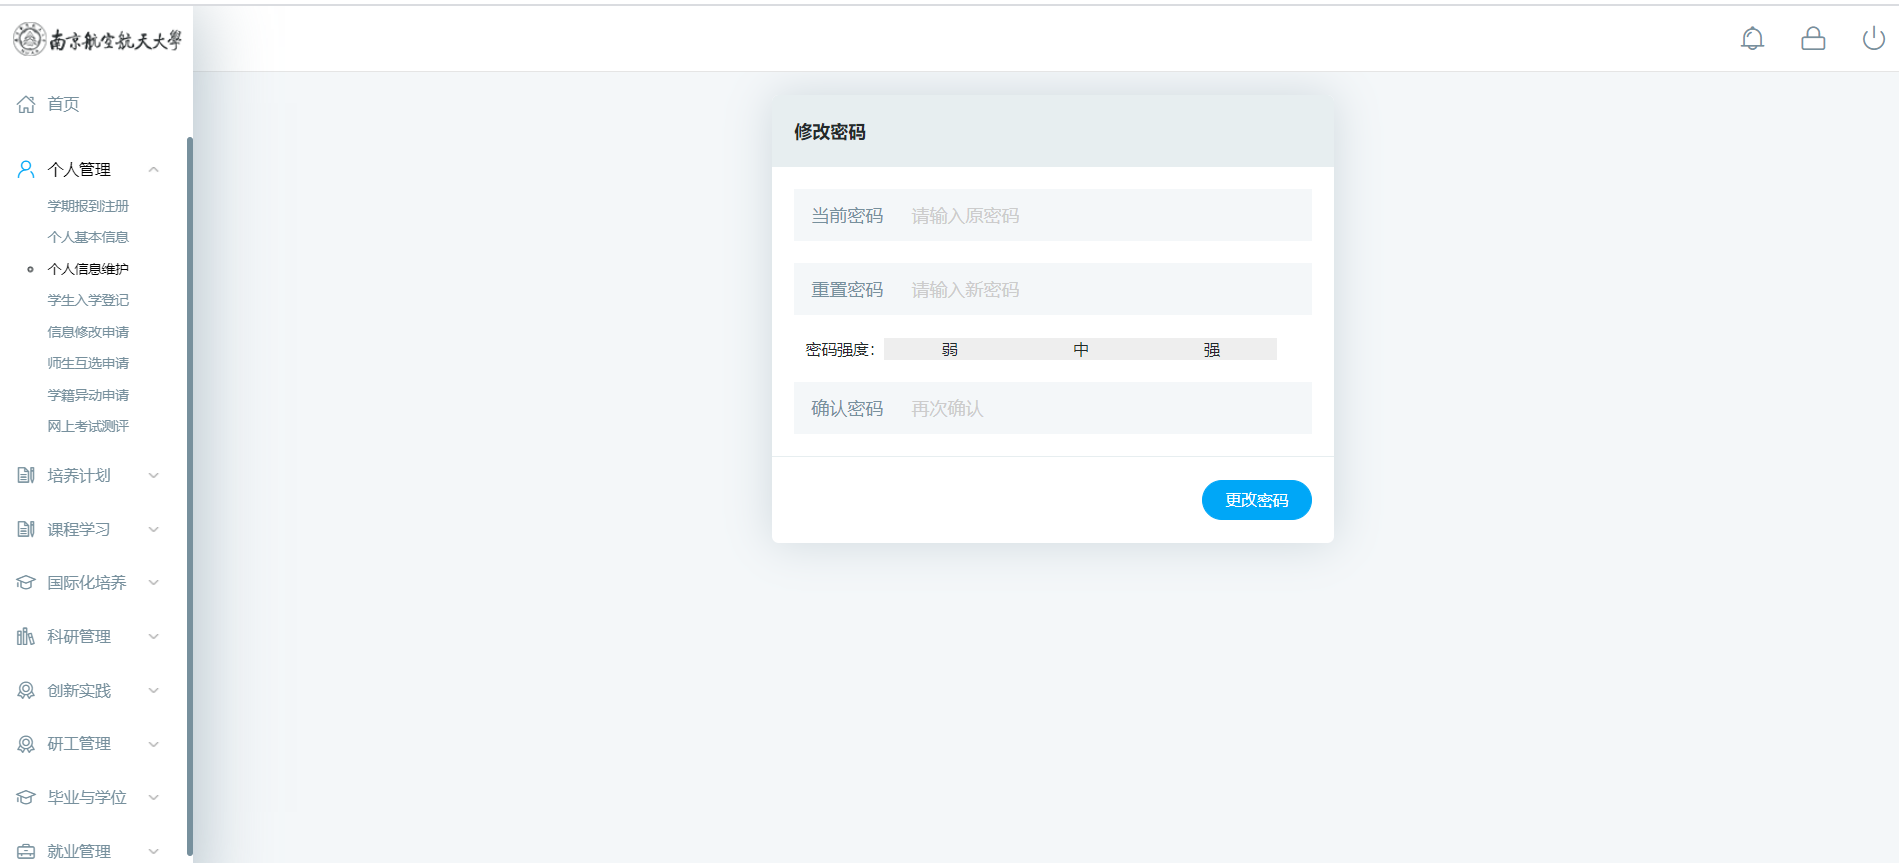 南京航空航天大學
首页
个人管理
学期报到注册
个人基本信息
个人信息维护
学生入学登记
信息修改申请
师生互选申请
学籍异动申请
网上考试测评
培养计划
课程学习
国际化培养
科研管理
创新实践
研工管理
毕业与学位
就业管理
修改密码
当前密码 请输入原密码
重置密码 请输入新密码
密码强度： 弱 中 强
确认密码 再次确认
更改密码